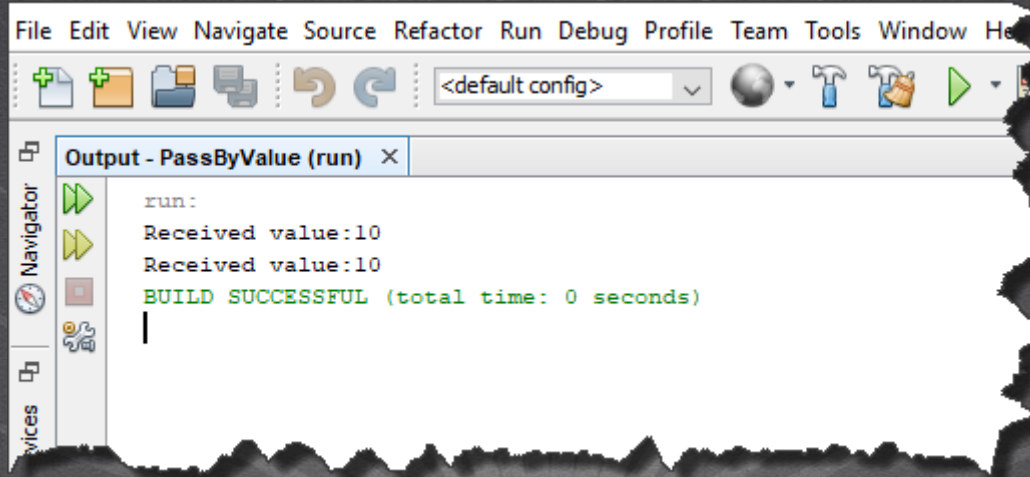 File Edit View Navigate Source Refactor Run Debug Profile Team Tools Window
<default config>
Output - PassByValue (run)
Navigator
run:
Received value:10
Received value:10
BUILD SUCCESSFUL (total time: 0 seconds)